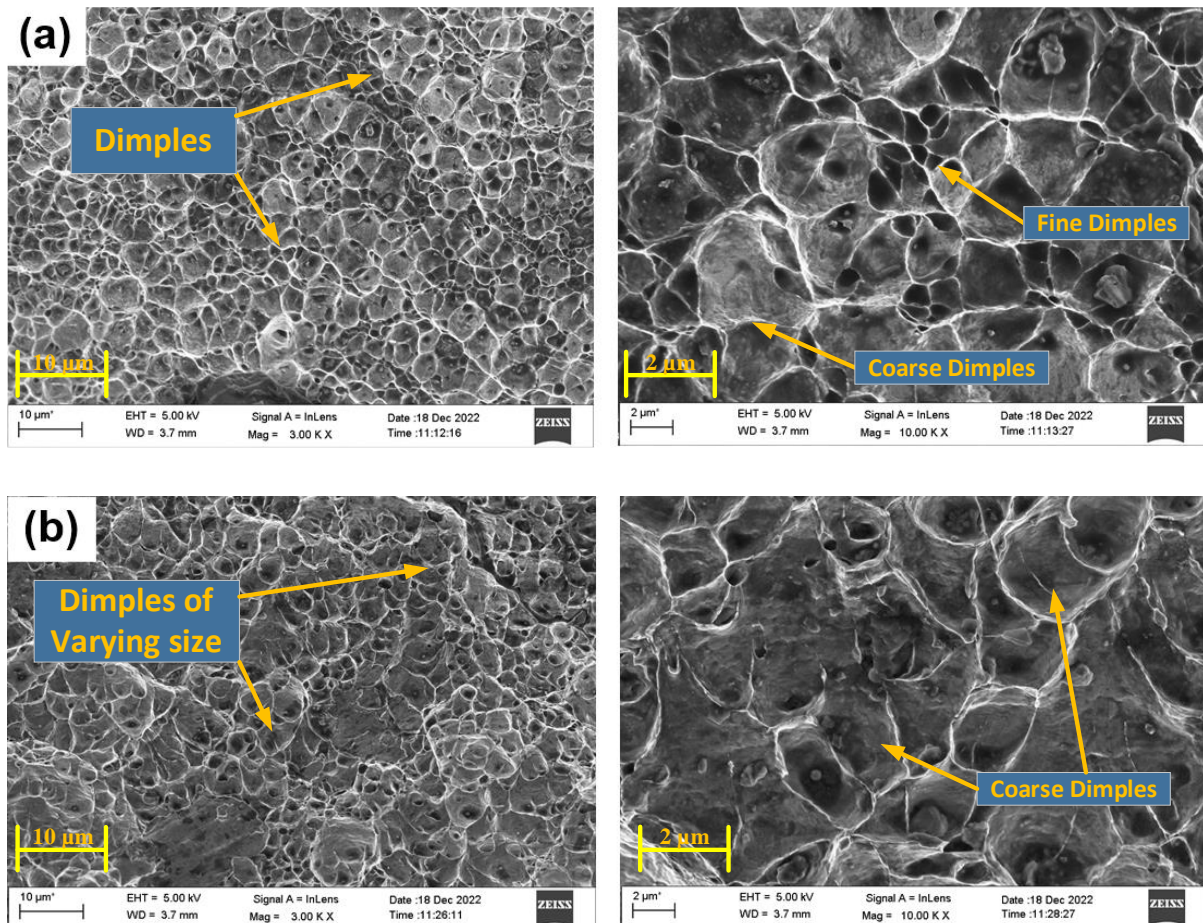 (a)
Dimples
10 µm
10 µm*
EHT = 5.00 kV
WD = 3.7 mm
Signal A = InLens
Mag = 3.00 K X
Date :18 Dec 2022
Time :11:12:16
ZEISS
Fine Dimples
Coarse Dimples
2 µm
2 µm*
EHT = 5.00 kV
WD = 3.7 mm
Signal A = InLens
Mag = 10.00 K X
Date :18 Dec 2022
Time :11:13:27
ZEISS
(b)
Dimples of
Varying size
10 µm
10 µm*
EHT = 5.00 kV
WD = 3.7 mm
Signal A = InLens
Mag = 3.00 K X
Date :18 Dec 2022
Time :11:26:11
ZEISS
Coarse Dimples
2 µm
2 µm*
EHT = 5.00 kV
WD = 3.7 mm
Signal A = InLens
Mag = 10.00 K X
Date :18 Dec 2022
Time :11:28:27
ZEISS